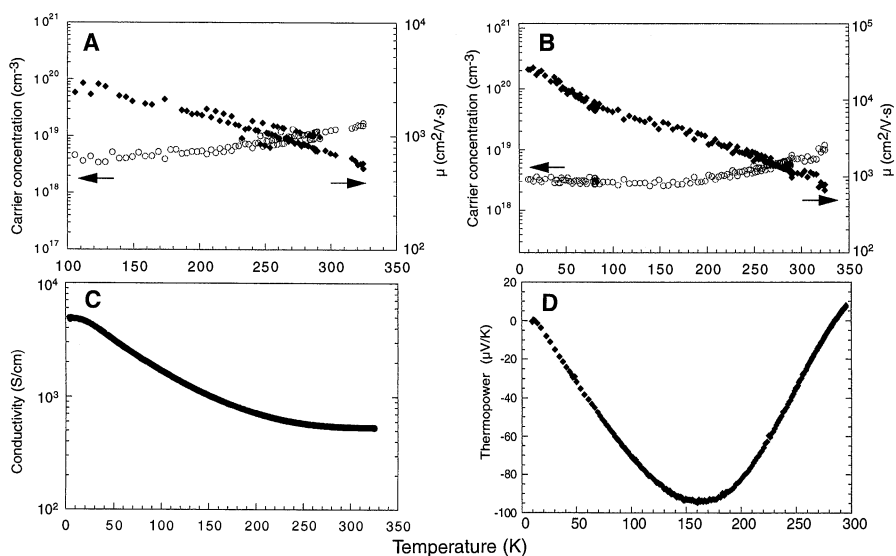 A
Carrier concentration (cm-3)
10²¹
10²⁰
10¹⁹
10¹⁸
10¹⁷
10⁴
10³
10²
µ (cm2/V·s)
100 150 200 250 300 350
B
Carrier concentration (cm-3)
10²¹
10²⁰
10¹⁹
10¹⁸
10⁵
10⁴
10³
10²
µ (cm2/V·s)
0 50 100 150 200 250 300 350
C
Conductivity (S/cm)
10⁴
10³
10²
0 50 100 150 200 250 300 350
D
Thermopower (µV/K)
20
0
-20
-40
-60
-80
-100
0 50 100 150 200 250 300
Temperature (K)